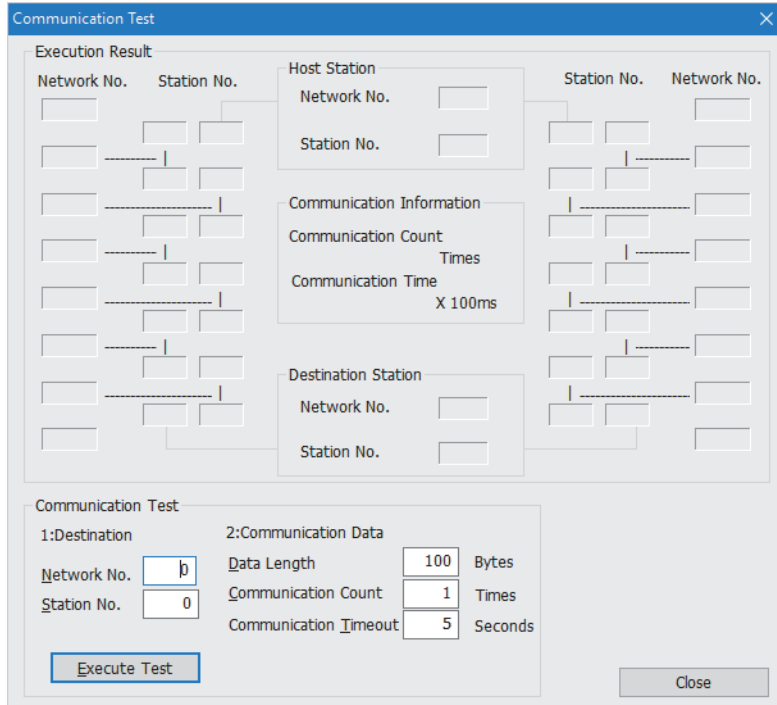 Communication Test
Execution Result
Network No. Station No.
Host Station
Network No.
Station No.
Station No. Network No.
Communication Information
Communication Count
Times
Communication Time
X 100ms
Destination Station
Network No.
Station No.
Communication Test
1:Destination
Network No. 0
Station No. 0
2:Communication Data
Data Length 100 Bytes
Communication Count 1 Times
Communication Timeout 5 Seconds
Execute Test
Close